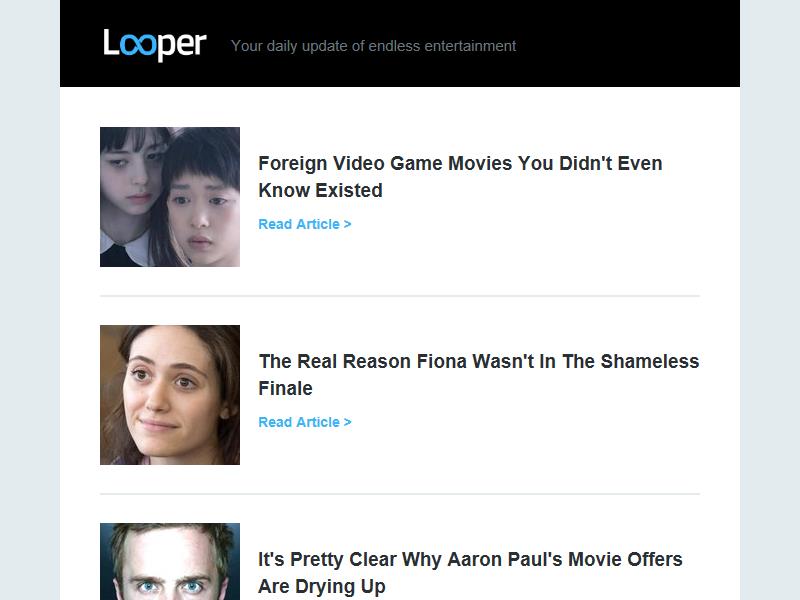 Looper
Your daily update of endless entertainment
Foreign Video Game Movies You Didn't Even
Know Existed
Read Article >
The Real Reason Fiona Wasn't In The Shameless
Finale
Read Article >
It's Pretty Clear Why Aaron Paul's Movie Offers
Are Drying Up